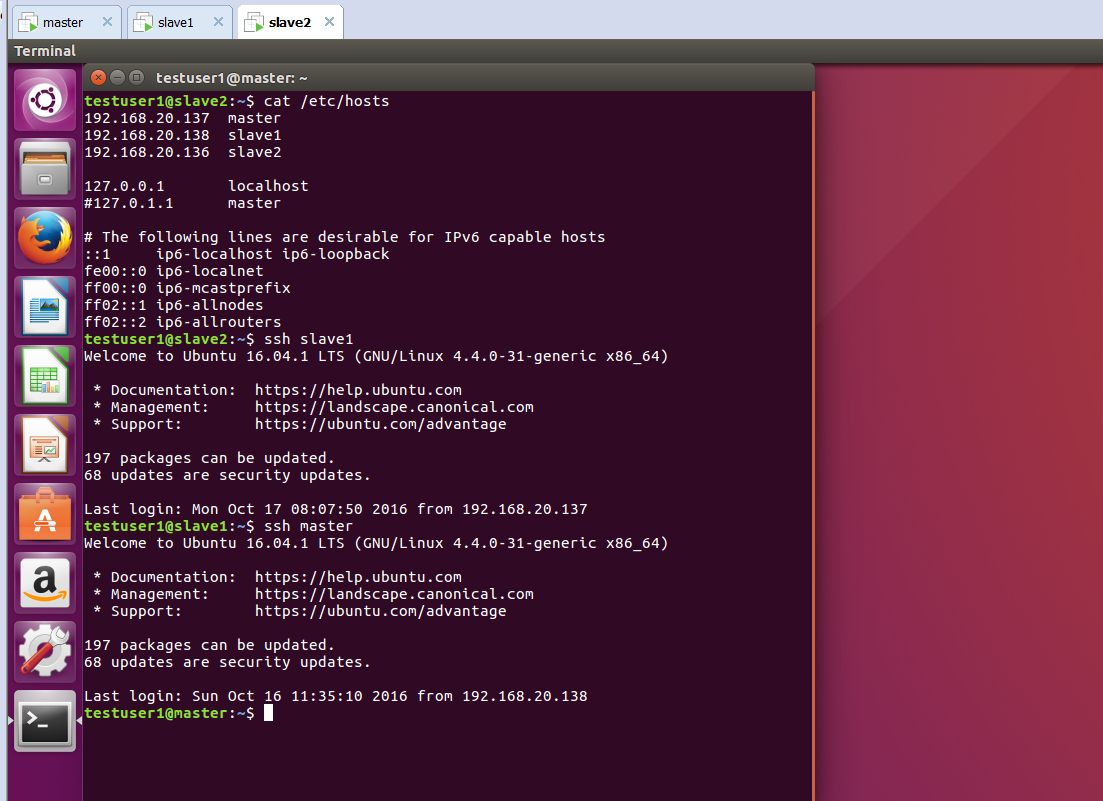 master
slave1
slave2
Terminal
testuser1@master: ~
testuser1@slave2:~$ cat /etc/hosts
192.168.20.137  master
192.168.20.138  slave1
192.168.20.136  slave2
127.0.0.1       localhost
#127.0.1.1      master
# The following lines are desirable for IPv6 capable hosts
::1     ip6-localhost ip6-loopback
fe00::0 ip6-localnet
ff00::0 ip6-mcastprefix
ff02::1 ip6-allnodes
ff02::2 ip6-allrouters
testuser1@slave2:~$ ssh slave1
Welcome to Ubuntu 16.04.1 LTS (GNU/Linux 4.4.0-31-generic x86_64)
 * Documentation:  https://help.ubuntu.com
 * Management:     https://landscape.canonical.com
 * Support:        https://ubuntu.com/advantage
197 packages can be updated.
68 updates are security updates.
Last login: Mon Oct 17 08:07:50 2016 from 192.168.20.137
testuser1@slave1:~$ ssh master
Welcome to Ubuntu 16.04.1 LTS (GNU/Linux 4.4.0-31-generic x86_64)
 * Documentation:  https://help.ubuntu.com
 * Management:     https://landscape.canonical.com
 * Support:        https://ubuntu.com/advantage
197 packages can be updated.
68 updates are security updates.
Last login: Sun Oct 16 11:35:10 2016 from 192.168.20.138
testuser1@master:~$